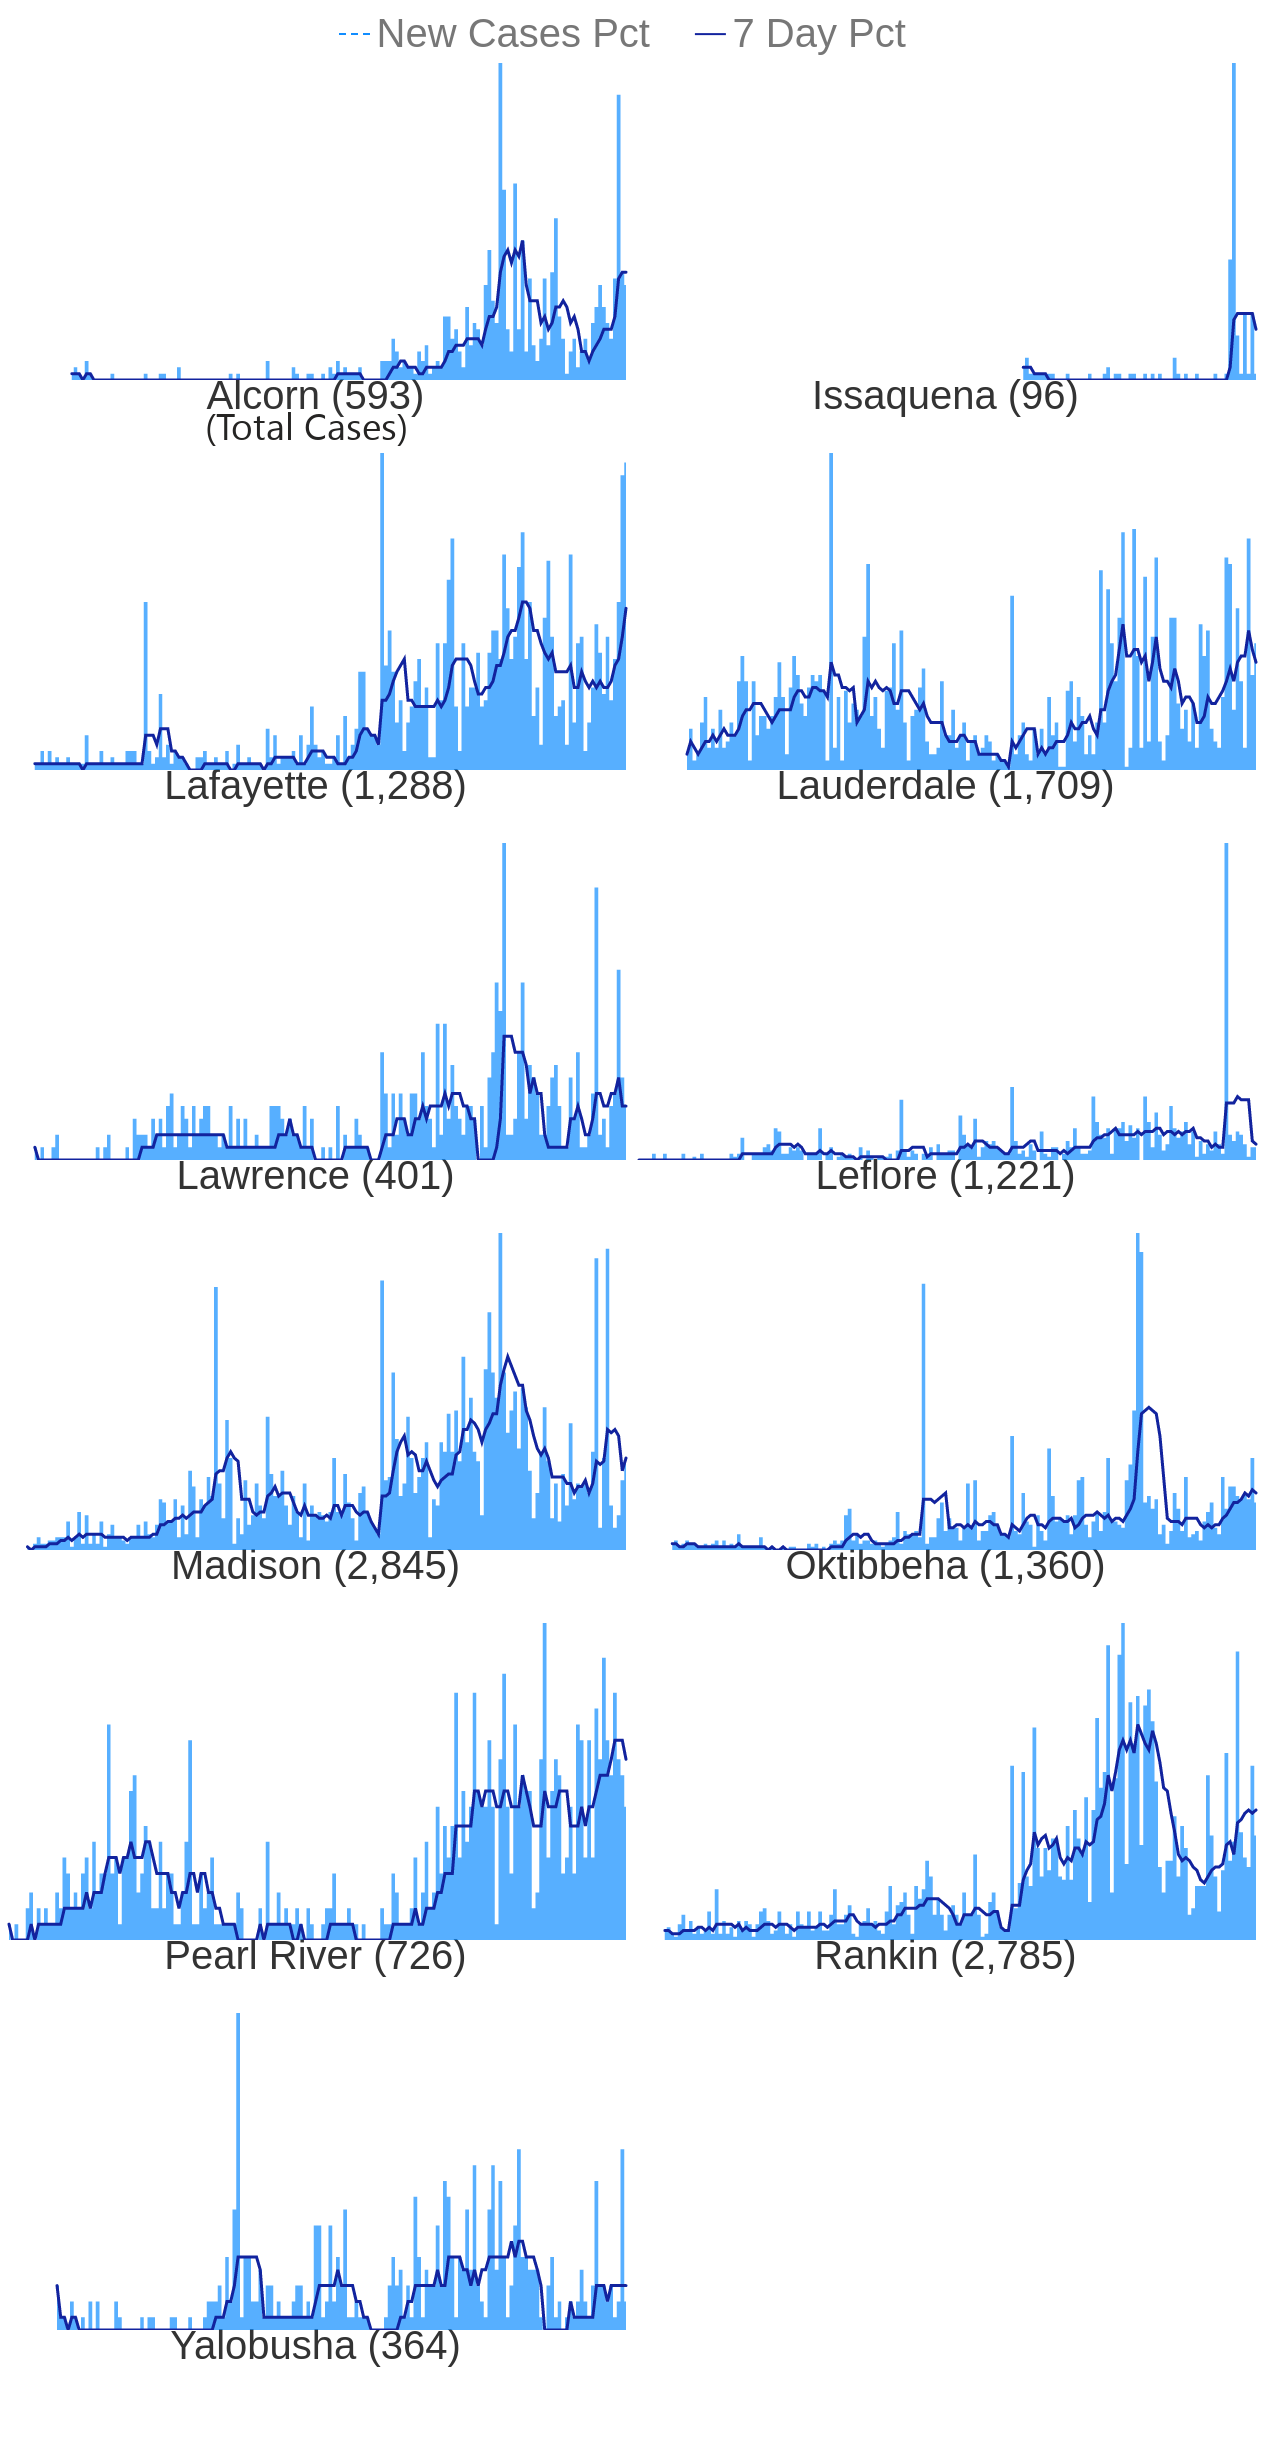 New Cases Pct 7 Day Pct
Alcorn (593) Issaquena (96)
(Total Cases)
Lafayette (1,288) Lauderdale (1,709)
Lawrence (401) Leflore (1,221)
Madison (2,845) Oktibbeha (1,360)
Pearl River (726) Rankin (2,785)
Yalobusha (364)